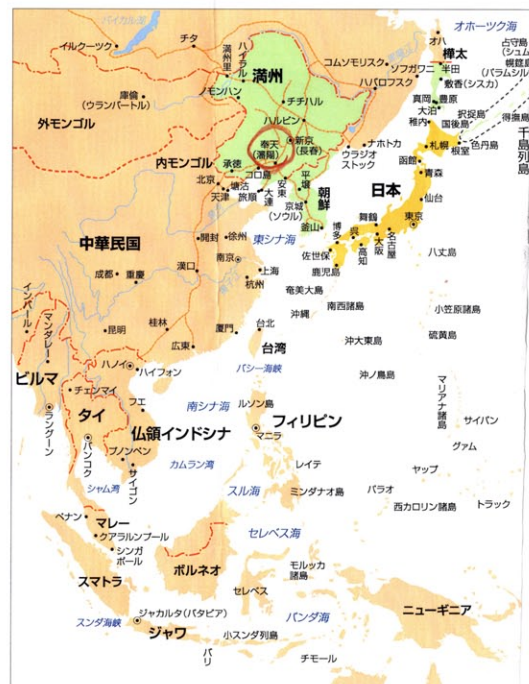 オホーツク海
バイカル海
イルクーツク
チタ
満州里
ハイラル
満州
コムソモリスク
ソフガワニ
オハ
樺太
占守島
(シュム
幌筵島
(パラムシル
半田
敷香(シスカ)
ハバロフスク
ノモンハン
チチハル
ハルビン
庫倫
(ウランバートル)
外モンゴル
真岡
豊原
大泊
稚内
択捉島
国後島
得撫島
色丹島
根室
千島列島
札幌
函館
青森
奉天
(瀋陽)
新京
(長春)
ナホトカ
ウラジオ
ストック
内モンゴル
承徳
コロ島
北京
塘沽
天津
旅順
大連
安東
平壌
朝鮮
京城
(ソウル)
釜山
日本
仙台
東京
舞鶴
名古屋
大阪
呉
高知
博多
佐世保
鹿児島
中華民国
開封
徐州
東シナ海
南京
上海
杭州
漢口
成都
重慶
八丈島
奄美大島
南西諸島
沖縄
小笠原諸島
インパール
マンダレー
昆明
桂林
広東
厦門
台北
台湾
沖大東島
硫黄島
ビルマ
ハノイ
ハイフォン
バシー海峡
沖ノ鳥島
マリアナ諸島
チェンマイ
タイ
フエ
南シナ海
ルソン島
フィリピン
マニラ
サイパン
ラングーン
バンコク
仏領インドシナ
グァム
プノンペン
サイゴン
カムラン湾
レイテ
ヤップ
シャム湾
スル海
ミンダナオ島
パラオ
西カロリン諸島
トラック
ペナン
マレー
クアラルンプール
シンガ
ポール
セレベス海
ボルネオ
モルッカ
諸島
スマトラ
セレベス
ニューギニア
ジャカルタ(バタビア)
スンダ海峡
ジャワ
小スンダ列島
バンダ海
バリ
チモール